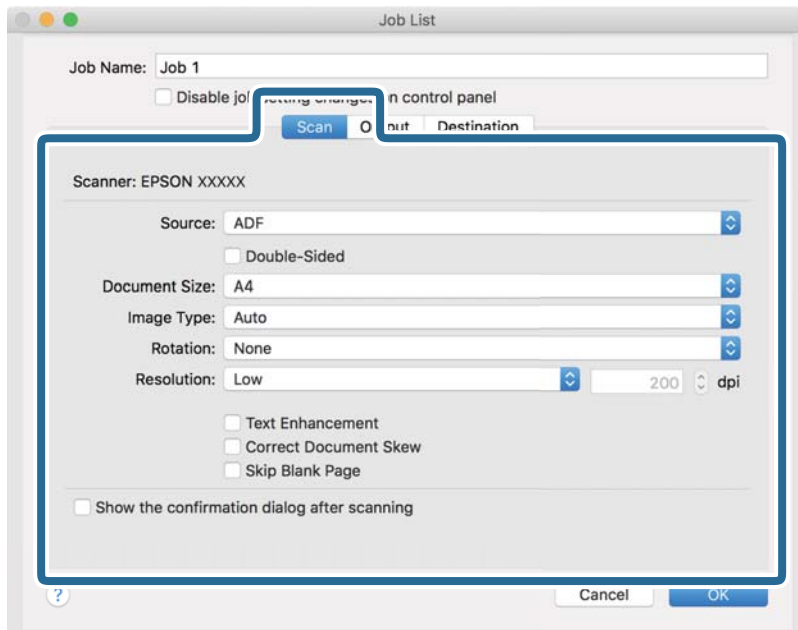 Job List
Job Name: Job 1
Disable control panel
Scan Destination
Scanner: EPSON XXXXX
Source: ADF
Double-Sided
Document Size: A4
Image Type: Auto
Rotation: None
Resolution: Low 200 dpi
Text Enhancement
Correct Document Skew
Skip Blank Page
Show the confirmation dialog after scanning
? Cancel OK